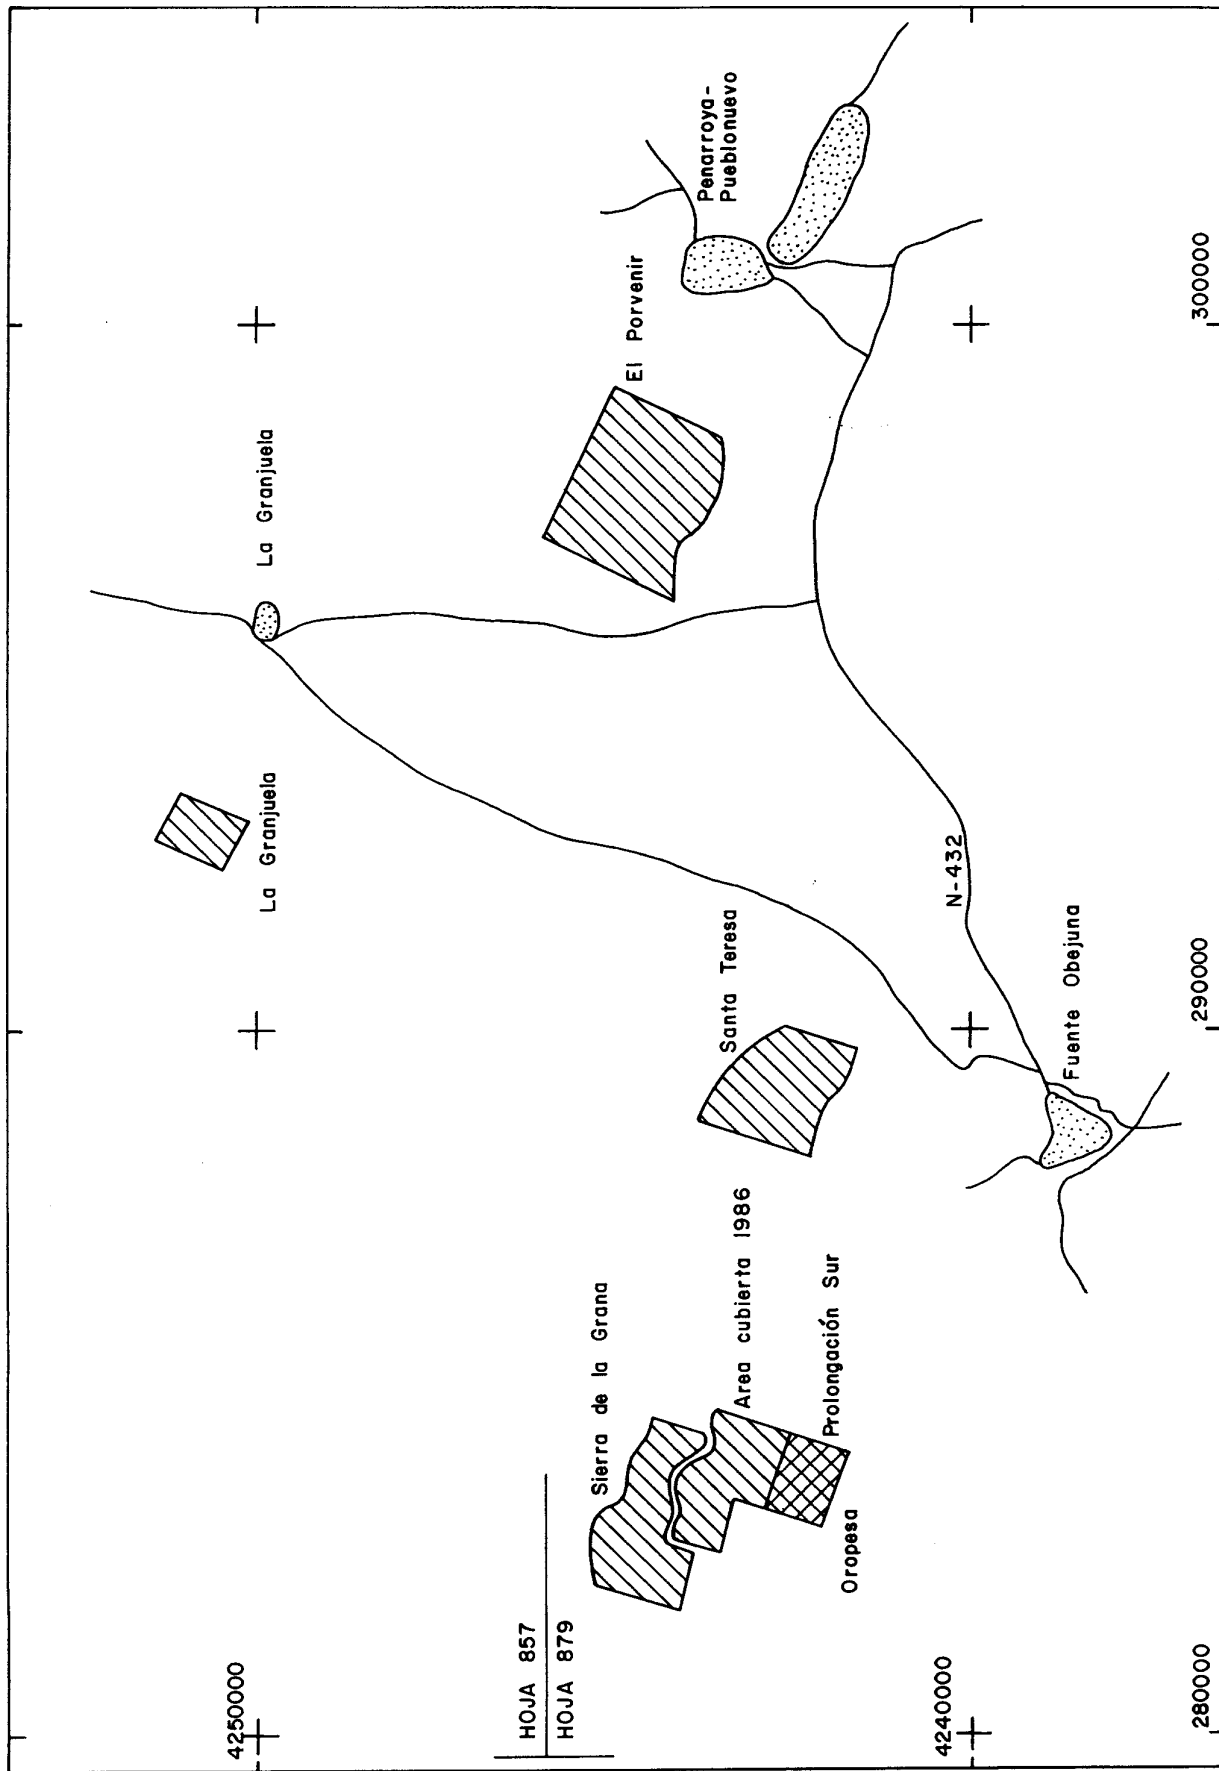 4250000
La Granjuela
La Granjuela
HOJA 857
HOJA 879
Sierra de la Grana
El Porvenir
Penarroya-
Pueblonuevo
Santa Teresa
Area cubierta 1986
Prolongación Sur
Oropesa
N-432
4240000
Fuente Obejuna
280000
290000
300000